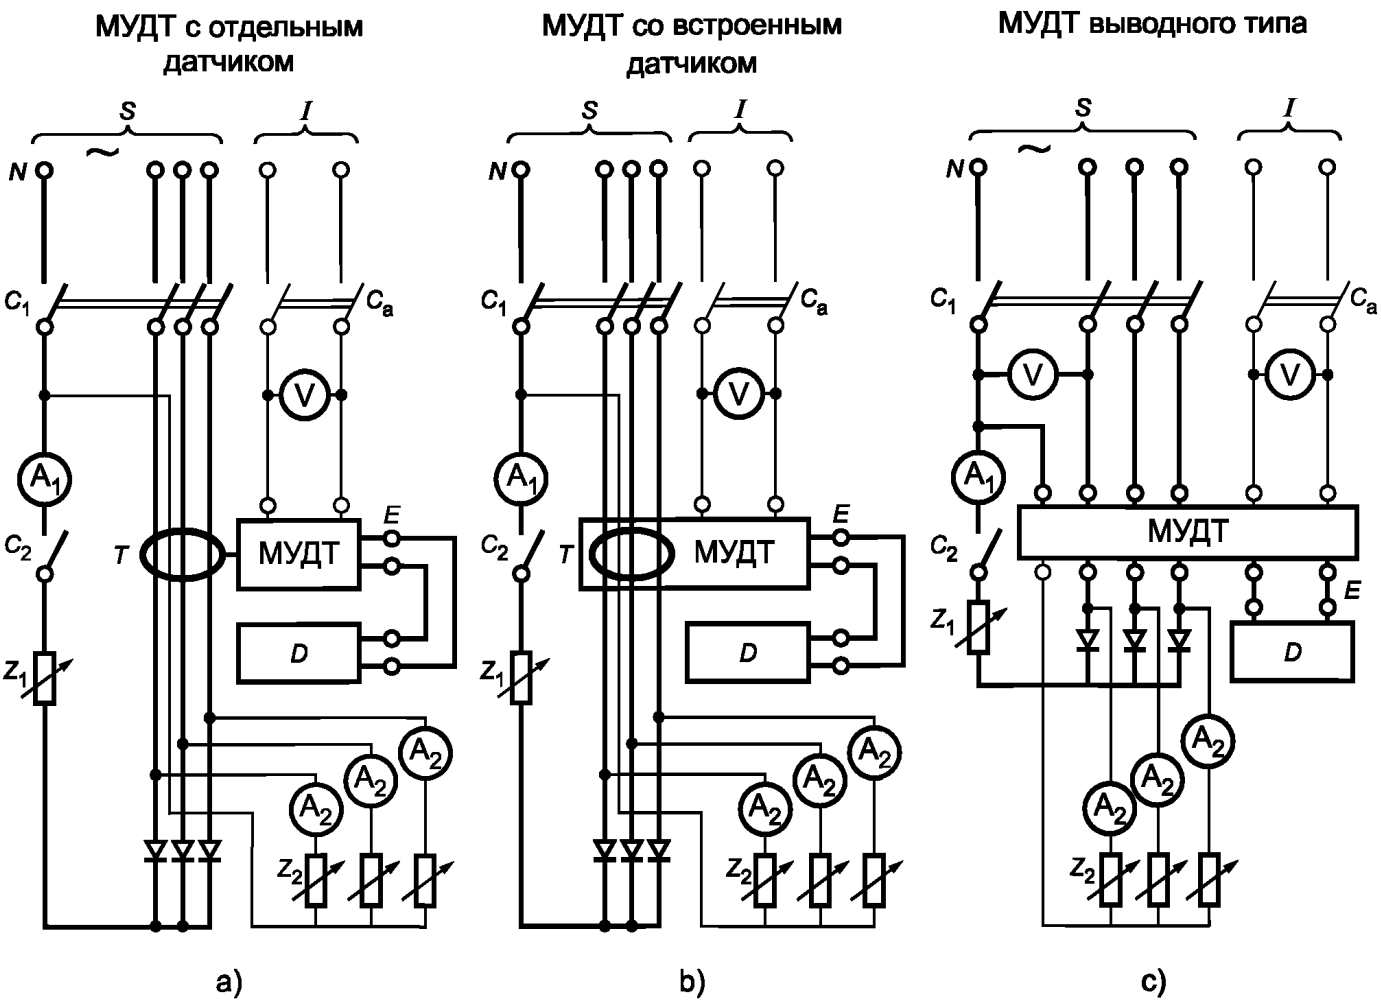 МУДТ с отдельным
датчиком
МУДТ со встроенным
датчиком
МУДТ выводного типа
S
I
S
I
S
I
~
~
N
N
N
C1
Ca
C1
Ca
C1
Ca
V
V
V
V
A1
A1
A1
C2
T
МУДТ
E
C2
T
МУДТ
E
C2
МУДТ
Z1
D
Z1
D
Z1
E
D
A2
A2
A2
A2
A2
A2
A2
A2
A2
Z2
Z2
Z2
a)
b)
c)